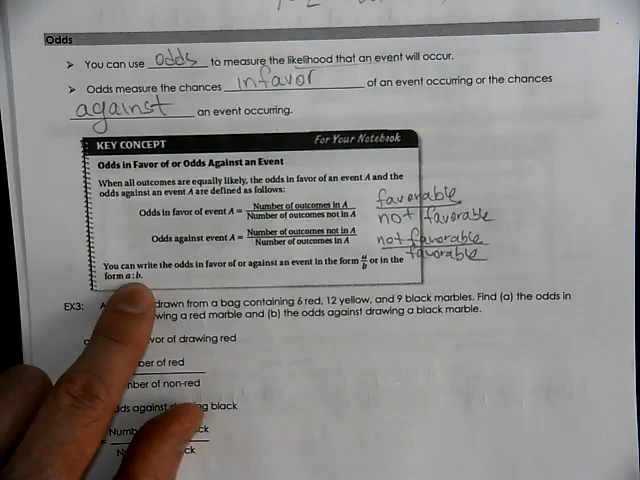 Odds
➤ You can use odds to measure the likelihood that an event will occur.
➤ Odds measure the chances in favor of an event occurring or the chances
against an event occurring.
KEY CONCEPT For Your Notebook
Odds in Favor of or Odds Against an Event
When all outcomes are equally likely, the odds in favor of an event A and the
odds against an event A are defined as follows:
Odds in favor of event A = Number of outcomes in A / Number of outcomes not in A
favorable
not favorable
Odds against event A = Number of outcomes not in A / Number of outcomes in A
not favorable
favorable
You can write the odds in favor of or against an event in the form a/b or in the
form a : b.
EX3: drawn from a bag containing 6 red, 12 yellow, and 9 black marbles. Find (a) the odds in
wing a red marble and (b) the odds against drawing a black marble.
vor of drawing red
ber of red
nber of non-red
dds against ng black
Numb ck
ck